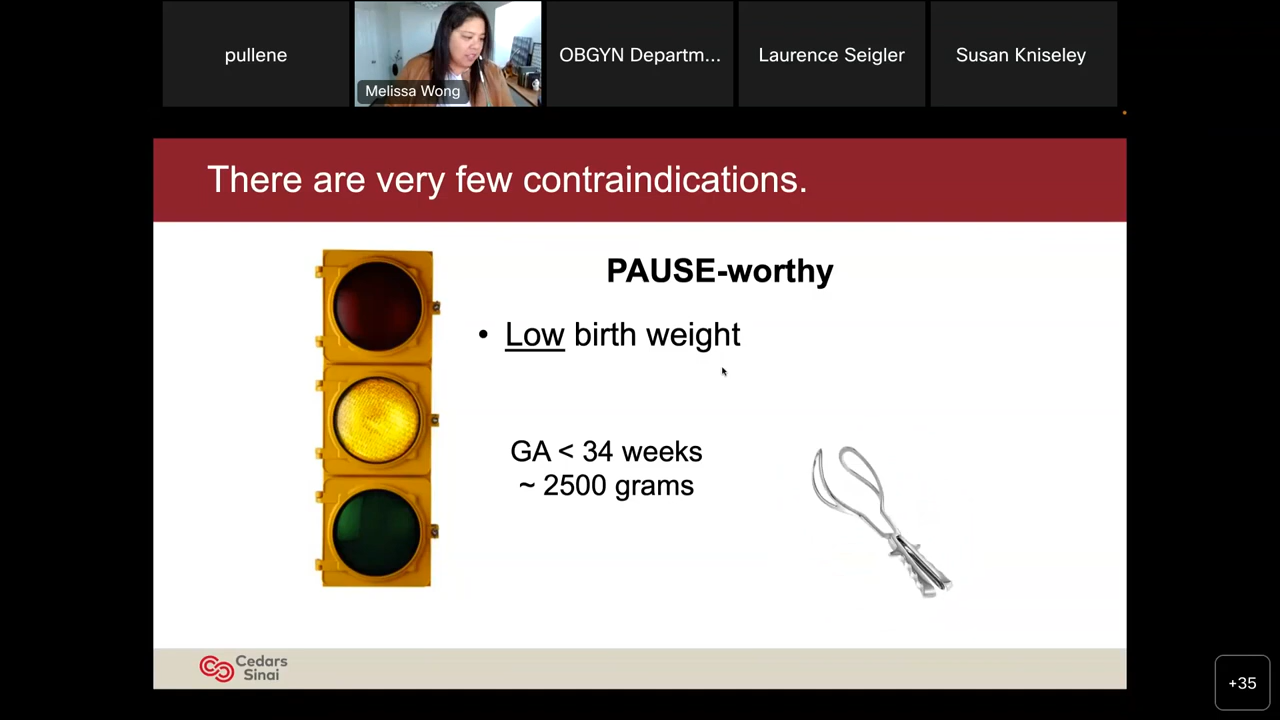 pullene
Melissa Wong
OBGYN Departm...
Laurence Seigler
Susan Kniseley
There are very few contraindications.
PAUSE-worthy
• Low birth weight
GA < 34 weeks
~ 2500 grams
Cedars
Sinai
+35